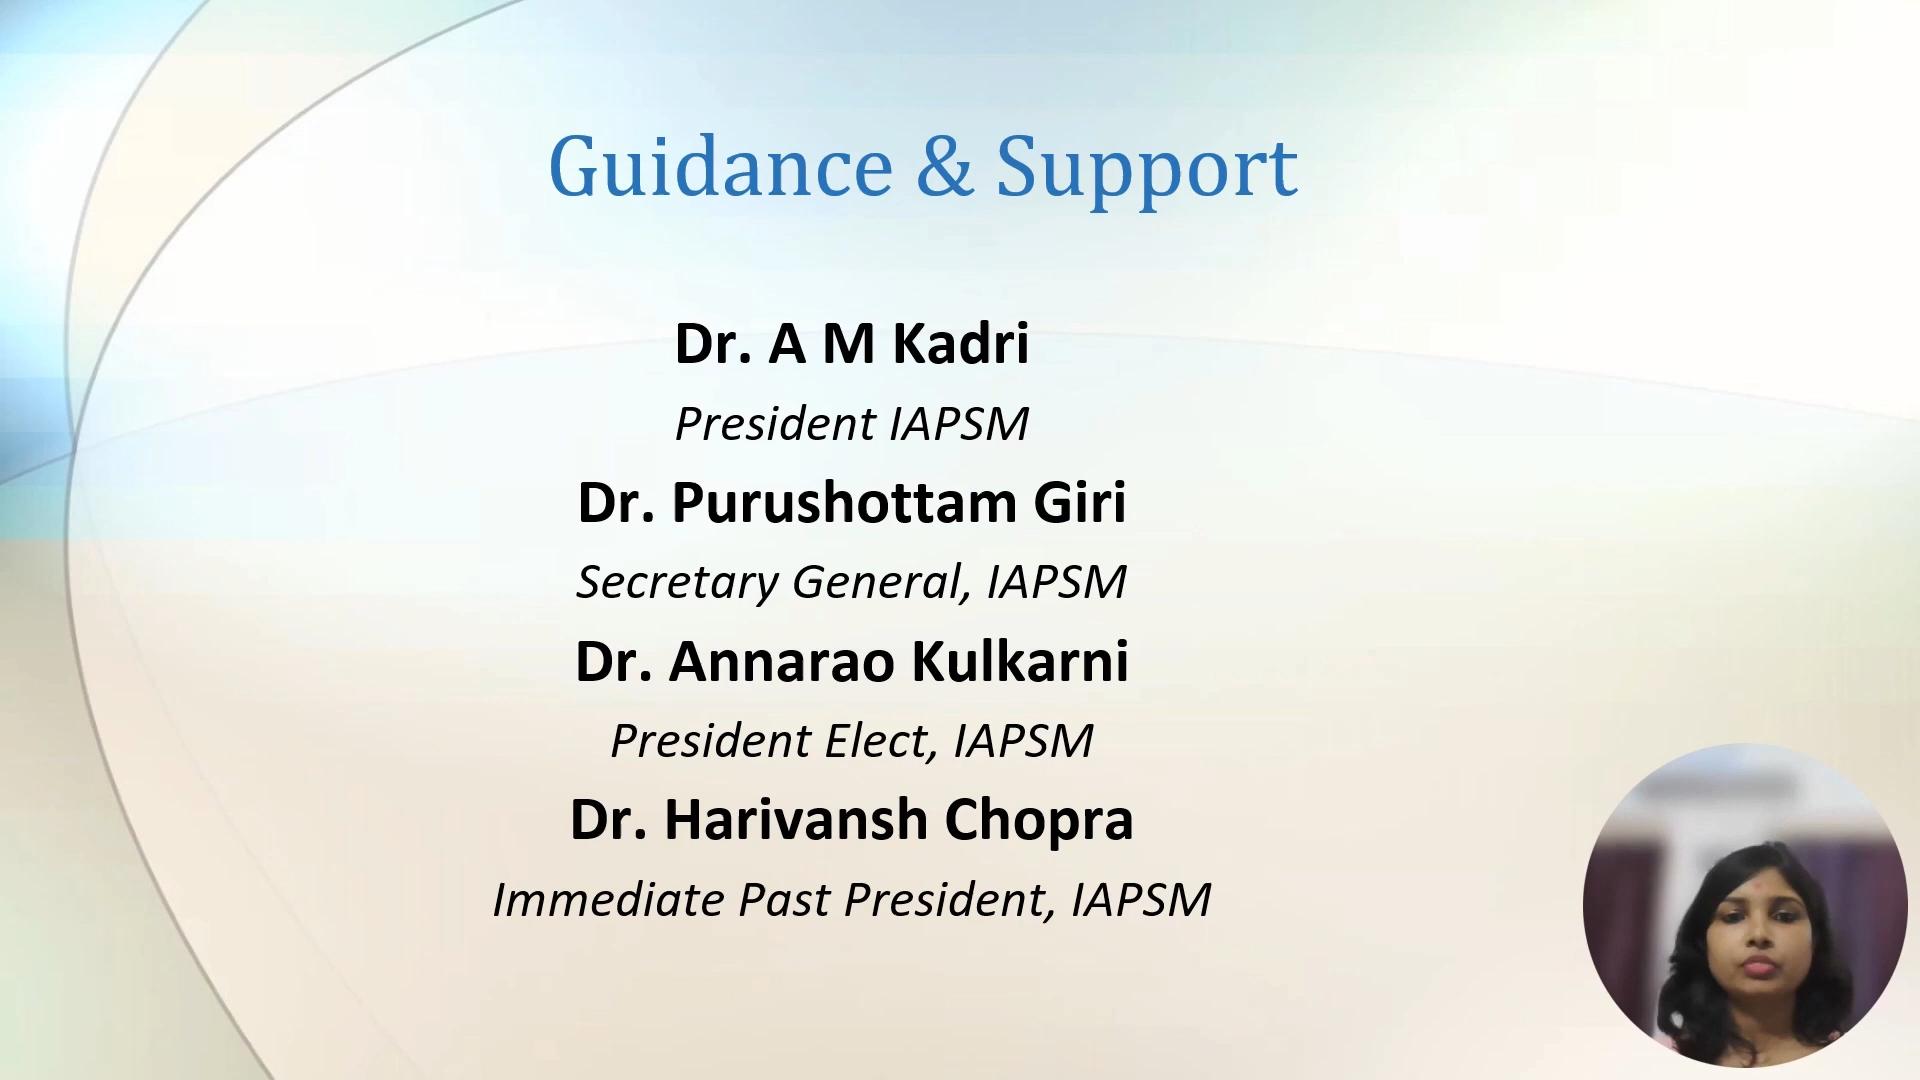 Guidance & Support
Dr. A M Kadri
President IAPSM
Dr. Purushottam Giri
Secretary General, IAPSM
Dr. Annarao Kulkarni
President Elect, IAPSM
Dr. Harivansh Chopra
Immediate Past President, IAPSM